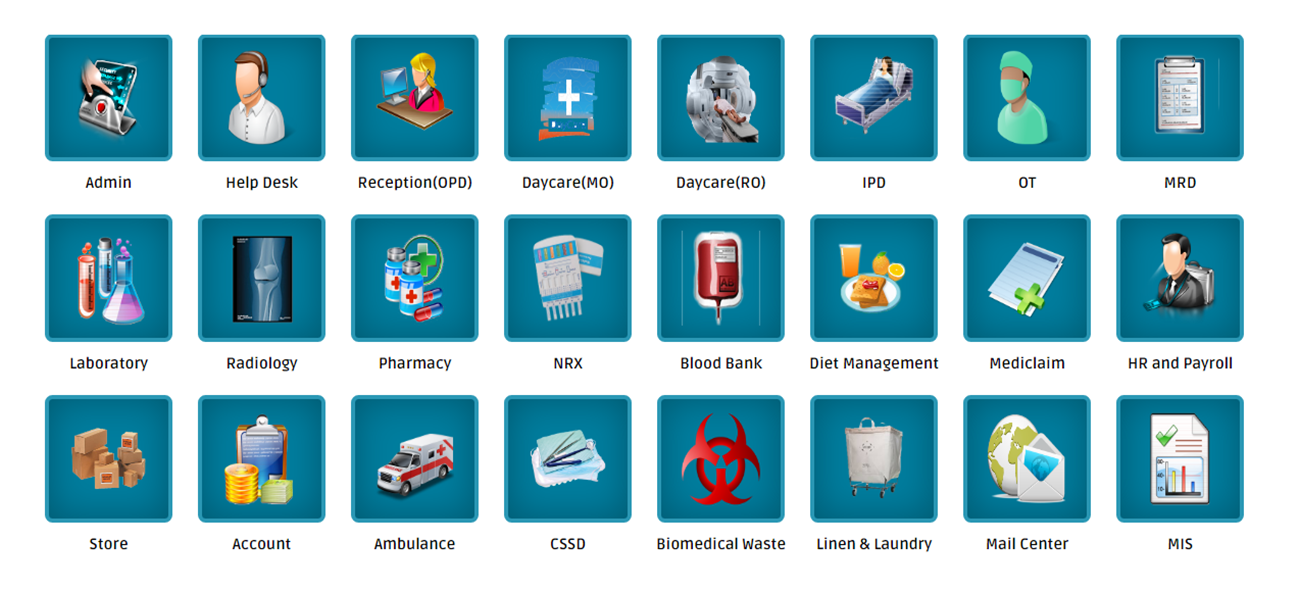 Admin
Help Desk
Reception(OPD)
Daycare(MO)
Daycare(RO)
IPD
OT
MRD
Laboratory
Radiology
Pharmacy
NRX
Blood Bank
Diet Management
Mediclaim
HR and Payroll
AB
Store
Account
Ambulance
CSSD
Biomedical Waste
Linen & Laundry
Mail Center
MIS